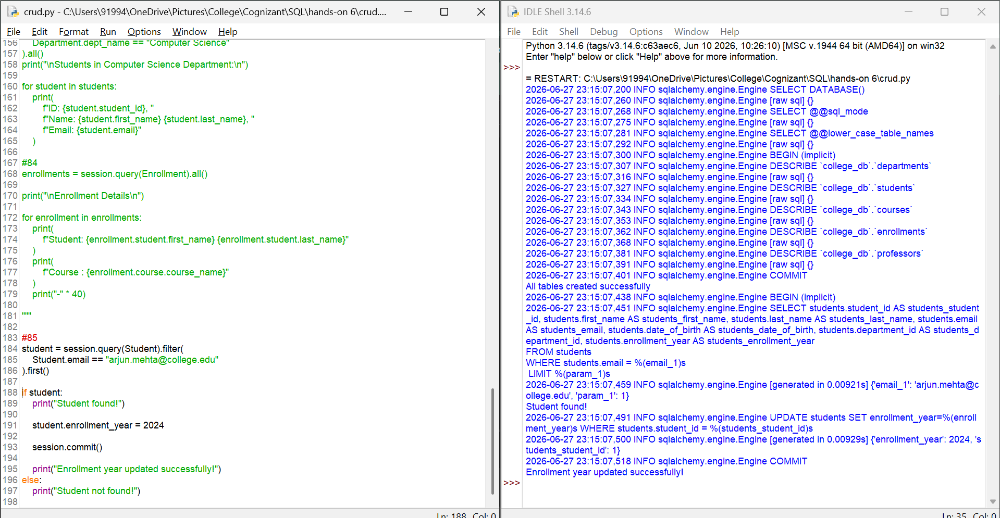 crud.py - C:\Users\91994\OneDrive\Pictures\College\Cognizant\SQL\hands-on 6\crud....
File Edit Format Run Options Window Help
156 Department.dept_name == "Computer Science"
157 ).all()
158 print("\nStudents in Computer Science Department:\n")
159
160 for student in students:
161 print(
162 f"ID: {student.student_id}, "
163 f"Name: {student.first_name} {student.last_name}, "
164 f"Email: {student.email}"
165 )
166
167 #84
168 enrollments = session.query(Enrollment).all()
169
170 print("\nEnrollment Details\n")
171
172 for enrollment in enrollments:
173 print(
174 f"Student: {enrollment.student.first_name} {enrollment.student.last_name}"
175 )
176 print(
177 f"Course : {enrollment.course.course_name}"
178 )
179 print("-" * 40)
180
181 """
182
183 #85
184 student = session.query(Student).filter(
185 Student.email == "arjun.mehta@college.edu"
186 ).first()
187
188 if student:
189 print("Student found!")
190
191 student.enrollment_year = 2024
192
193 session.commit()
194
195 print("Enrollment year updated successfully!")
196 else:
197 print("Student not found!")
198
Ln: 188 Col: 0
IDLE Shell 3.14.6
File Edit Shell Debug Options Window Help
Python 3.14.6 (tags/v3.14.6:c63aec6, Jun 10 2026, 10:26:10) [MSC v.1944 64 bit (AMD64)] on win32
Enter "help" below or click "Help" above for more information.
>>>
= RESTART: C:\Users\91994\OneDrive\Pictures\College\Cognizant\SQL\hands-on 6\crud.py
2026-06-27 23:15:07,200 INFO sqlalchemy.engine.Engine SELECT DATABASE()
2026-06-27 23:15:07,260 INFO sqlalchemy.engine.Engine [raw sql] {}
2026-06-27 23:15:07,268 INFO sqlalchemy.engine.Engine SELECT @@sql_mode
2026-06-27 23:15:07,275 INFO sqlalchemy.engine.Engine [raw sql] {}
2026-06-27 23:15:07,281 INFO sqlalchemy.engine.Engine SELECT @@lower_case_table_names
2026-06-27 23:15:07,292 INFO sqlalchemy.engine.Engine [raw sql] {}
2026-06-27 23:15:07,300 INFO sqlalchemy.engine.Engine BEGIN (implicit)
2026-06-27 23:15:07,307 INFO sqlalchemy.engine.Engine DESCRIBE `college_db`.`departments`
2026-06-27 23:15:07,316 INFO sqlalchemy.engine.Engine [raw sql] {}
2026-06-27 23:15:07,327 INFO sqlalchemy.engine.Engine DESCRIBE `college_db`.`students`
2026-06-27 23:15:07,334 INFO sqlalchemy.engine.Engine [raw sql] {}
2026-06-27 23:15:07,343 INFO sqlalchemy.engine.Engine DESCRIBE `college_db`.`courses`
2026-06-27 23:15:07,353 INFO sqlalchemy.engine.Engine [raw sql] {}
2026-06-27 23:15:07,362 INFO sqlalchemy.engine.Engine DESCRIBE `college_db`.`enrollments`
2026-06-27 23:15:07,368 INFO sqlalchemy.engine.Engine [raw sql] {}
2026-06-27 23:15:07,381 INFO sqlalchemy.engine.Engine DESCRIBE `college_db`.`professors`
2026-06-27 23:15:07,391 INFO sqlalchemy.engine.Engine [raw sql] {}
2026-06-27 23:15:07,401 INFO sqlalchemy.engine.Engine COMMIT
All tables created successfully
2026-06-27 23:15:07,438 INFO sqlalchemy.engine.Engine BEGIN (implicit)
2026-06-27 23:15:07,451 INFO sqlalchemy.engine.Engine SELECT students.student_id AS students_student
_id, students.first_name AS students_first_name, students.last_name AS students_last_name, students.email
AS students_email, students.date_of_birth AS students_date_of_birth, students.department_id AS students_d
epartment_id, students.enrollment_year AS students_enrollment_year
FROM students
WHERE students.email = %(email_1)s
LIMIT %(param_1)s
2026-06-27 23:15:07,459 INFO sqlalchemy.engine.Engine [generated in 0.00921s] {'email_1': 'arjun.mehta@c
ollege.edu', 'param_1': 1}
Student found!
2026-06-27 23:15:07,491 INFO sqlalchemy.engine.Engine UPDATE students SET enrollment_year=%(enroll
ment_year)s WHERE students.student_id = %(students_student_id)s
2026-06-27 23:15:07,500 INFO sqlalchemy.engine.Engine [generated in 0.00929s] {'enrollment_year': 2024, 's
tudents_student_id': 1}
2026-06-27 23:15:07,518 INFO sqlalchemy.engine.Engine COMMIT
Enrollment year updated successfully!
>>>
Ln: 35 Col: 0